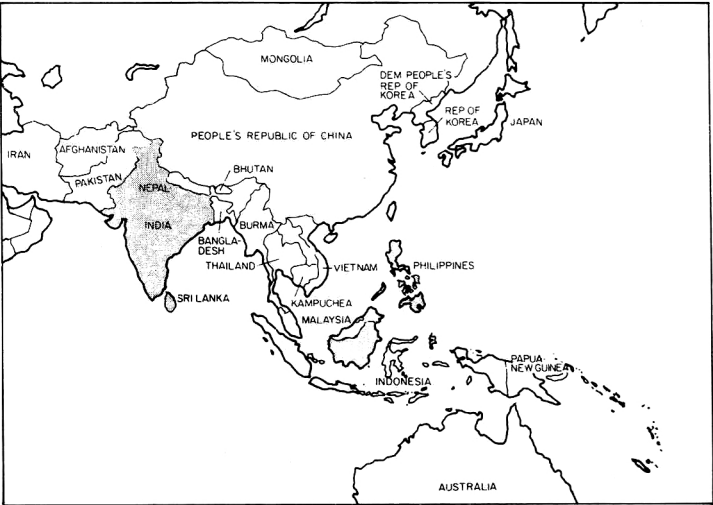 MONGOLIA
DEM PEOPLE'S
REP OF
KOREA
REP OF
KOREA
JAPAN
PEOPLE'S REPUBLIC OF CHINA
IRAN
AFGHANISTAN
PAKISTAN
NEPAL
BHUTAN
INDIA
BANGLA-
DESH
BURMA
THAILAND
VIETNAM
PHILIPPINES
KAMPUCHEA
SRI LANKA
MALAYSIA
INDONESIA
PAPUA
NEW GUINEA
AUSTRALIA